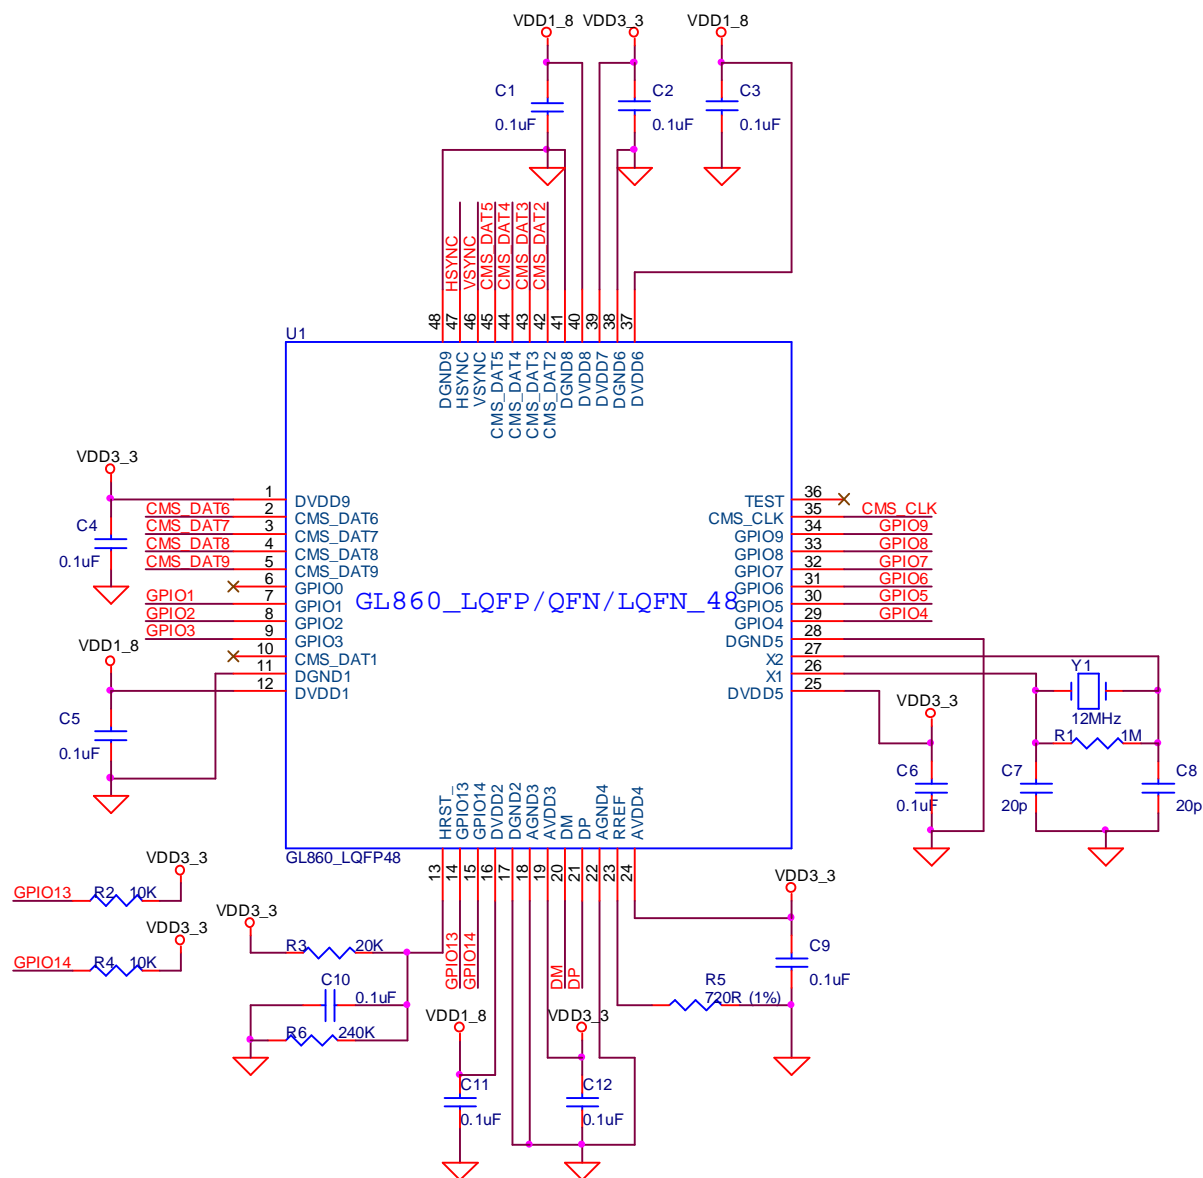 VDD1_8 VDD3_3 VDD1_8
C1 C2 C3
0.1uF 0.1uF 0.1uF
HSYNC
VSYNC
CMS_DAT5
CMS_DAT4
CMS_DAT3
CMS_DAT2
48 47 46 45 44 43 42 41 40 39 38 37
U1
DGND9
HSYNC
VSYNC
CMS_DAT5
CMS_DAT4
CMS_DAT3
CMS_DAT2
DGND8
DVDD8
DVDD7
DGND6
DVDD6
VDD3_3
C4
0.1uF
1 DVDD9
CMS_DAT6 2 CMS_DAT6
CMS_DAT7 3 CMS_DAT7
CMS_DAT8 4 CMS_DAT8
CMS_DAT9 5 CMS_DAT9
6 GPIO0
GPIO1 7 GPIO1
GPIO2 8 GPIO2
GPIO3 9 GPIO3
10 CMS_DAT1
11 DGND1
12 DVDD1
VDD1_8
C5
0.1uF
GL860_LQFP/QFN/LQFN_48
TEST 36
CMS_CLK 35 CMS_CLK
GPIO9 34 GPIO9
GPIO8 33 GPIO8
GPIO7 32 GPIO7
GPIO6 31 GPIO6
GPIO5 30 GPIO5
GPIO4 29 GPIO4
DGND5 28
X2 27
X1 26
DVDD5 25
VDD3_3
C6
0.1uF
Y1
12MHz
R1 1M
C7
20p
C8
20p
HRST_
GPIO13
GPIO14
DVDD2
DGND2
AGND3
AVDD3
DM
DP
AGND4
RREF
AVDD4
GL860_LQFP48
13 14 15 16 17 18 19 20 21 22 23 24
VDD3_3
GPIO13 R2 10K
VDD3_3
GPIO14 R4 10K
VDD3_3
R3 20K
C10
0.1uF
R6 240K
GPIO13
GPIO14
DM
DP
VDD3_3
C9
0.1uF
R5
720R (1%)
VDD1_8
C11
0.1uF
VDD3_3
C12
0.1uF